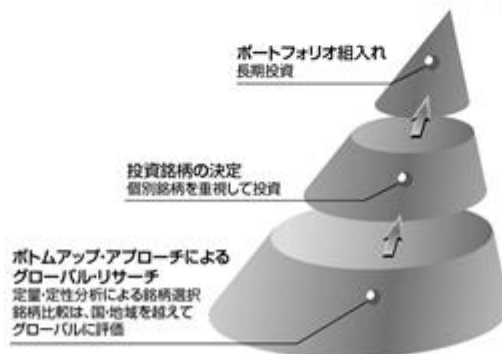 ポートフォリオ組入れ
長期投資
投資銘柄の決定
個別銘柄を重視して投資
ボトムアップ・アプローチによる
グローバル・リサーチ
定量・定性分析による銘柄選択
銘柄比較は、国・地域を越えて
グローバルに評価